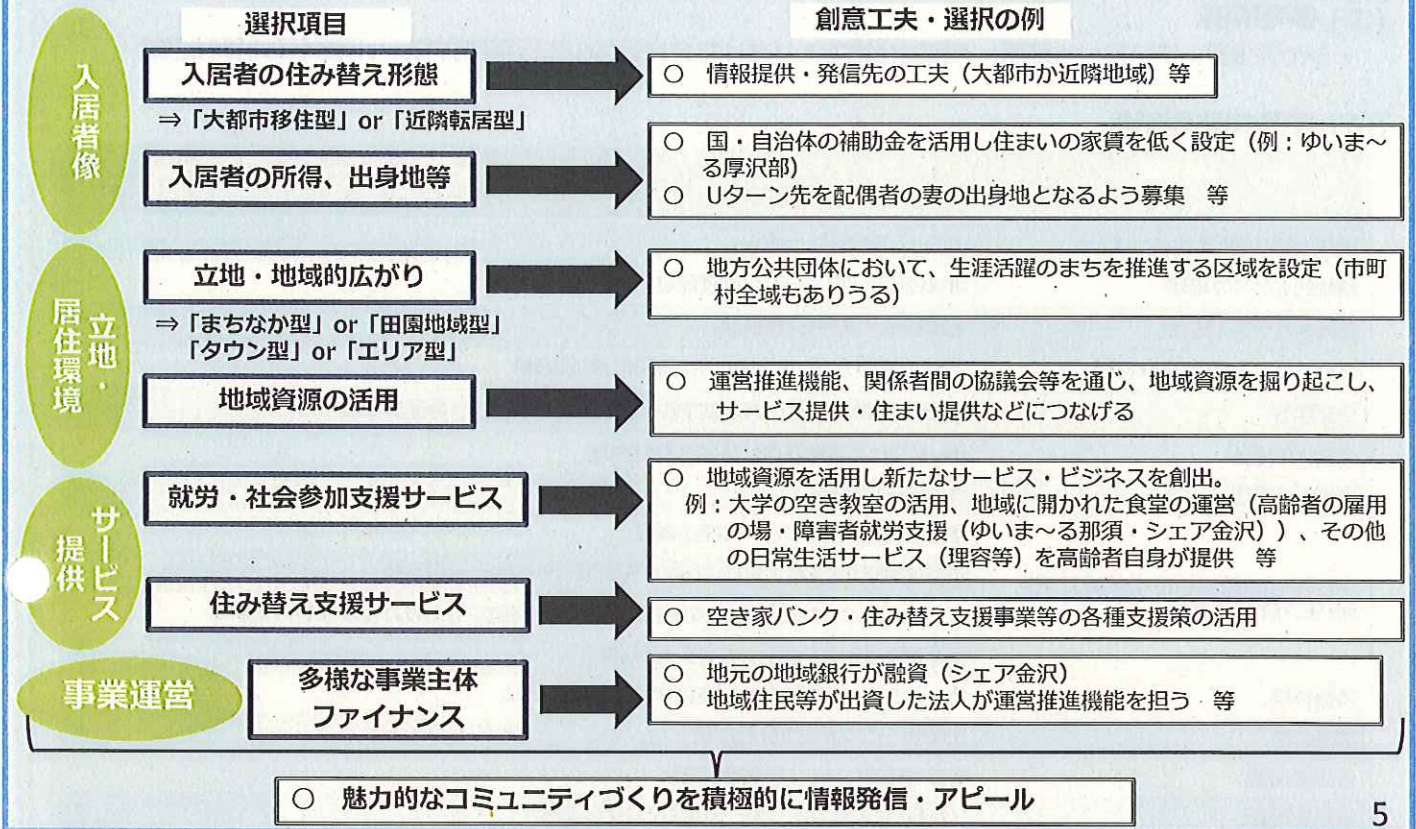 選択項目
創意工夫・選択の例
入居者像
入居者の住み替え形態
○ 情報提供・発信先の工夫（大都市か近隣地域）等
⇒「大都市移住型」or「近隣転居型」
入居者の所得、出身地等
○ 国・自治体の補助金を活用し住まいの家賃を低く設定（例：ゆいま～
る厚沢部）
○ Uターン先を配偶者の妻の出身地となるよう募集 等
立地・
居住環境
立地・地域的広がり
○ 地方公共団体において、生涯活躍のまちを推進する区域を設定（市町
村全域もありうる）
⇒「まちなか型」or「田園地域型」
「タウン型」or「エリア型」
地域資源の活用
○ 運営推進機能、関係者間の協議会等を通じ、地域資源を掘り起こし、
サービス提供・住まい提供などにつなげる
サービス
提供
就労・社会参加支援サービス
○ 地域資源を活用し新たなサービス・ビジネスを創出。
例：大学の空き教室の活用、地域に開かれた食堂の運営（高齢者の雇用
の場・障害者就労支援（ゆいま～る那須・シェア金沢））、その他
の日常生活サービス（理容等）を高齢者自身が提供 等
住み替え支援サービス
○ 空き家バンク・住み替え支援事業等の各種支援策の活用
事業運営
多様な事業主体
ファイナンス
○ 地元の地域銀行が融資（シェア金沢）
○ 地域住民等が出資した法人が運営推進機能を担う 等
○ 魅力的なコミュニティづくりを積極的に情報発信・アピール
5